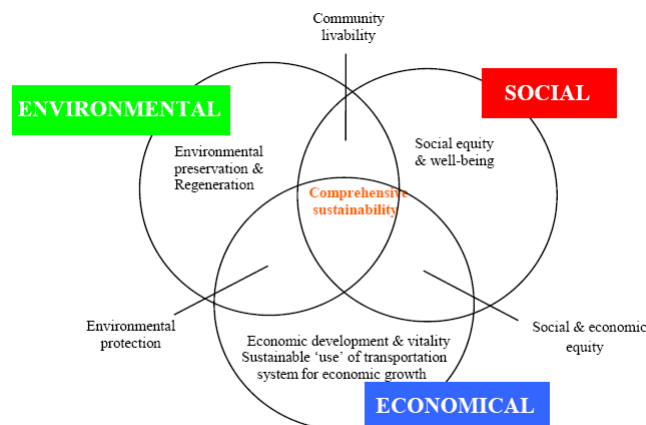 Community
livability
ENVIRONMENTAL
SOCIAL
Environmental
preservation &
Regeneration
Social equity
& well-being
Comprehensive
sustainability
Environmental
protection
Social & economic
equity
Economic development & vitality
Sustainable ‘use’ of transportation
system for economic growth
ECONOMICAL